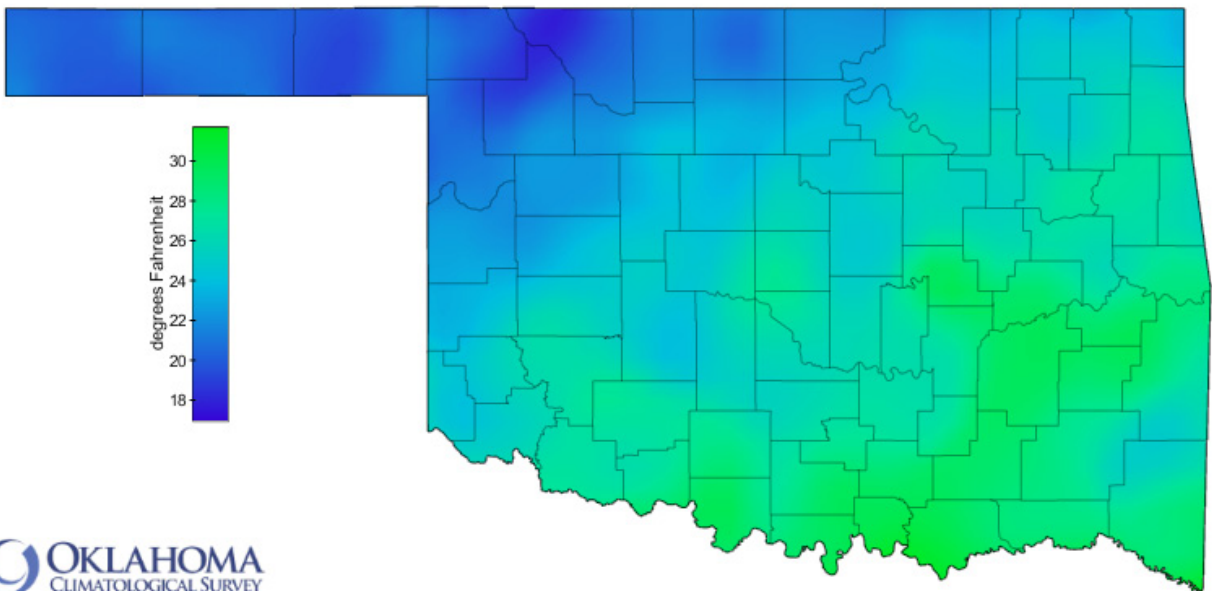 30
28
26
24
22
20
18
degrees Fahrenheit
OKLAHOMA
CLIMATOLOGICAL SURVEY